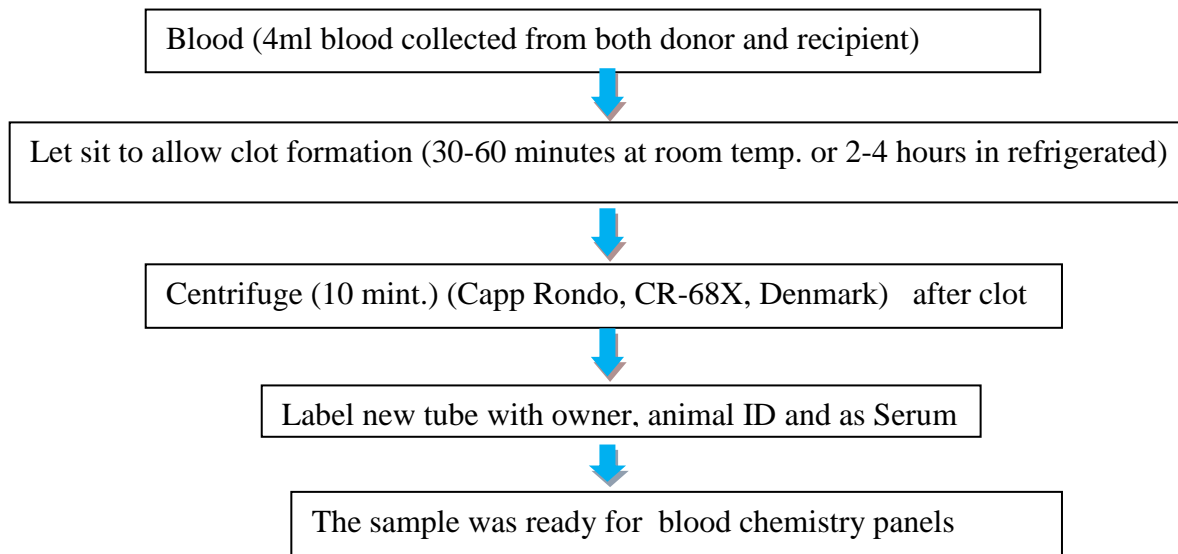 Blood (4ml blood collected from both donor and recipient)
Let sit to allow clot formation (30-60 minutes at room temp. or 2-4 hours in refrigerated)
Centrifuge (10 mint.) (Capp Rondo, CR-68X, Denmark) after clot
Label new tube with owner, animal ID and as Serum
The sample was ready for blood chemistry panels